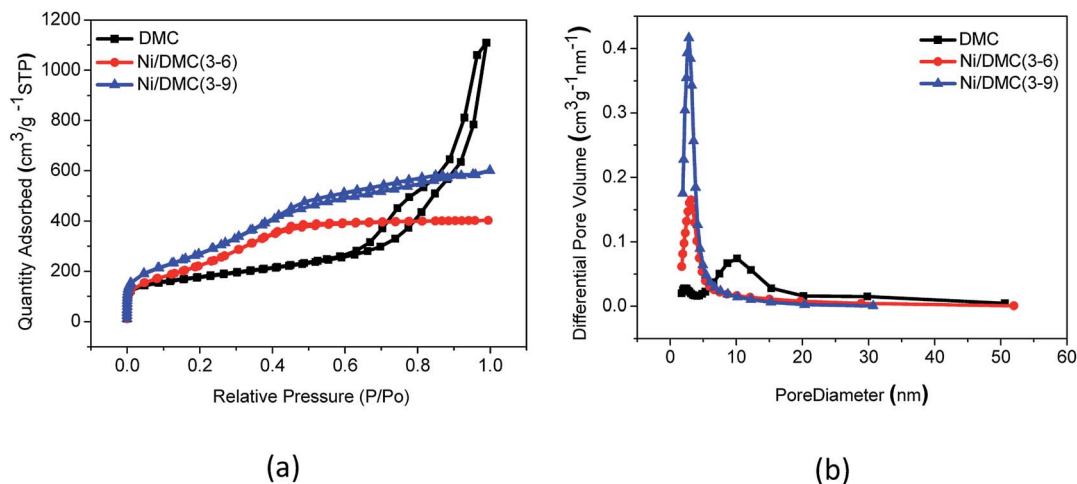 1200
1000
800
600
400
200
0
0.0 0.2 0.4 0.6 0.8 1.0
Quantity Adsorbed (cm³/g⁻¹STP)
Relative Pressure (P/Po)
DMC
Ni/DMC(3-6)
Ni/DMC(3-9)
(a)
0.4
0.3
0.2
0.1
0.0
0 10 20 30 40 50
Differential Pore Volume (cm³g⁻¹nm⁻¹)
PoreDiameter (nm)
DMC
Ni/DMC(3-6)
Ni/DMC(3-9)
(b)